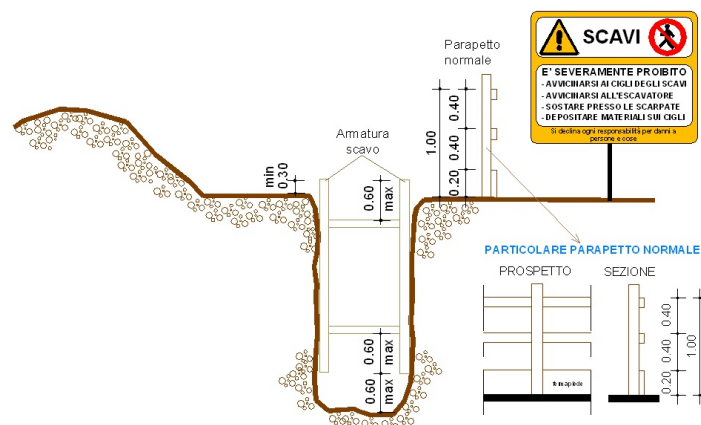 SCAVI
E' SEVERAMENTE PROIBITO
- AVVICINARSI AI CIGLI DEGLI SCAVI
- AVVICINARSI ALL'ESCAVATORE
- SOSTARE PRESSO LE SCARPATE
- DEPOSITARE MATERIALI SUI CIGLI
Si declina ogni responsabilità per danni a
persone e cose
Parapetto
normale
0.40
1.00
0.40
0.20
Armatura
scavo
min
0.30
0.60
max
0.60
max
0.60
max
PARTICOLARE PARAPETTO NORMALE
PROSPETTO
SEZIONE
0.40
0.40
1.00
0.20